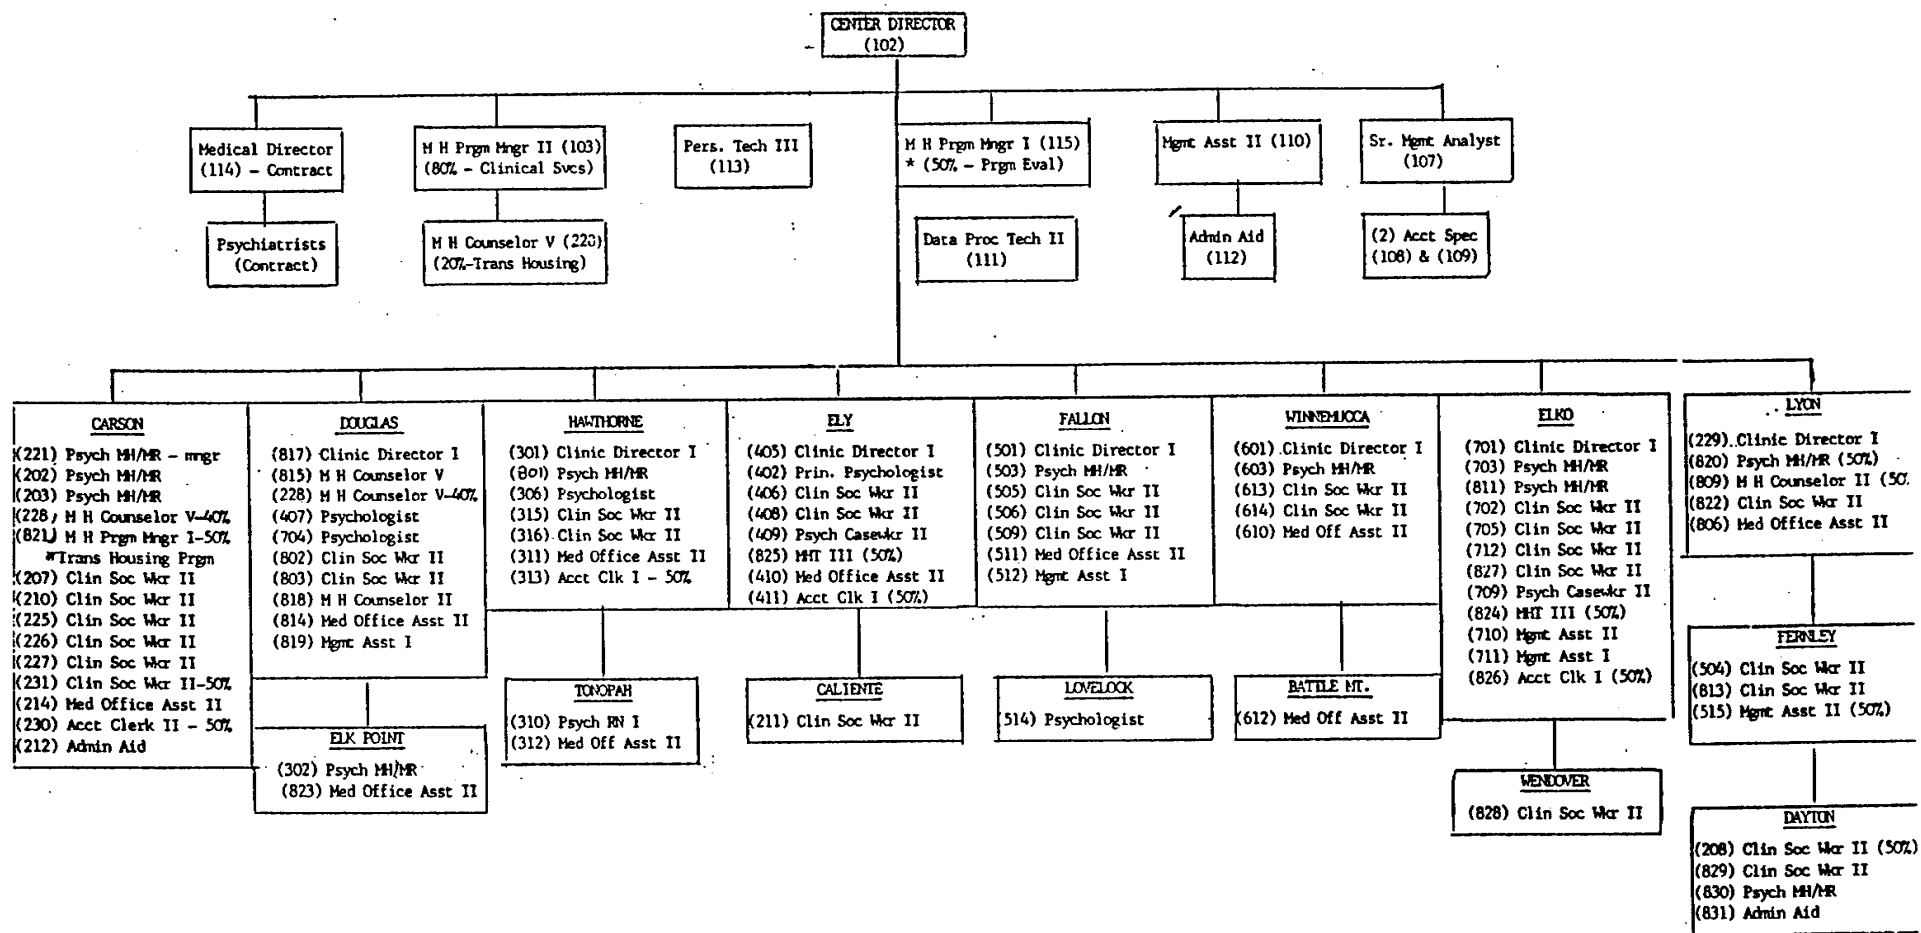 CENTER DIRECTOR
(102)
Medical Director
(114) - Contract
M H Prgm Mngr II (103)
(80% - Clinical Svcs)
Pers. Tech III
(113)
M H Prgm Mngr I (115)
* (50% - Prgm Eval)
Mgmt Asst II (110)
Sr. Mgmt Analyst
(107)
Psychiatrists
(Contract)
M H Counselor V (228)
(20%-Trans Housing)
Data Proc Tech II
(111)
Admin Aid
(112)
(2) Acct Spec
(108) & (109)
CARSON
(221) Psych MH/MR - mngr
(202) Psych MH/MR
(203) Psych MH/MR
(228) M H Counselor V-40%
(821) M H Prgm Mngr I-50%
*Trans Housing Prgm
(207) Clin Soc Wkr II
(210) Clin Soc Wkr II
(225) Clin Soc Wkr II
(226) Clin Soc Wkr II
(227) Clin Soc Wkr II
(231) Clin Soc Wkr II-50%
(214) Med Office Asst II
(230) Acct Clerk II - 50%
(212) Admin Aid
DOUGLAS
(817) Clinic Director I
(815) M H Counselor V
(228) M H Counselor V-40%
(407) Psychologist
(704) Psychologist
(802) Clin Soc Wkr II
(803) Clin Soc Wkr II
(818) M H Counselor II
(814) Med Office Asst II
(819) Mgmt Asst I
ELK POINT
(302) Psych MH/MR
(823) Med Office Asst II
HAWTHORNE
(301) Clinic Director I
(801) Psych MH/MR
(306) Psychologist
(315) Clin Soc Wkr II
(316) Clin Soc Wkr II
(311) Med Office Asst II
(313) Acct Clk I - 50%
TONOPAH
(310) Psych RN I
(312) Med Off Asst II
ELY
(405) Clinic Director I
(402) Prin. Psychologist
(406) Clin Soc Wkr II
(408) Clin Soc Wkr II
(409) Psych Casewkr II
(825) MHT III (50%)
(410) Med Office Asst II
(411) Acct Clk I (50%)
CALIENTE
(211) Clin Soc Wkr II
FALLON
(501) Clinic Director I
(503) Psych MH/MR
(505) Clin Soc Wkr II
(506) Clin Soc Wkr II
(509) Clin Soc Wkr II
(511) Med Office Asst II
(512) Mgmt Asst I
LOVELOCK
(514) Psychologist
WINNEMUCCA
(601) Clinic Director I
(603) Psych MH/MR
(613) Clin Soc Wkr II
(614) Clin Soc Wkr II
(610) Med Off Asst II
BATTLE MT.
(612) Med Off Asst II
ELKO
(701) Clinic Director I
(703) Psych MH/MR
(811) Psych MH/MR
(702) Clin Soc Wkr II
(705) Clin Soc Wkr II
(712) Clin Soc Wkr II
(827) Clin Soc Wkr II
(709) Psych Casewkr II
(824) MHT III (50%)
(710) Mgmt Asst II
(711) Mgmt Asst I
(826) Acct Clk I (50%)
WENDOVER
(828) Clin Soc Wkr II
LYON
(229) Clinic Director I
(820) Psych MH/MR (50%)
(809) M H Counselor II (50
(822) Clin Soc Wkr II
(806) Med Office Asst II
FERNLEY
(504) Clin Soc Wkr II
(813) Clin Soc Wkr II
(515) Mgmt Asst II (50%)
DAYTON
(208) Clin Soc Wkr II (50%)
(829) Clin Soc Wkr II
(830) Psych MH/MR
(831) Admin Aid